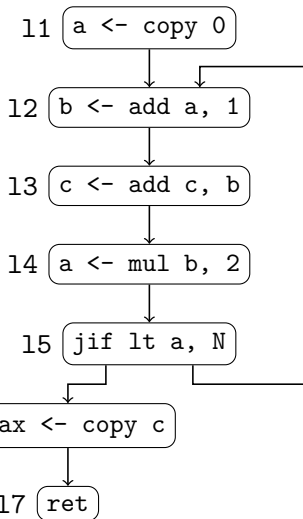 l1 a <- copy 0
l2 b <- add a, 1
l3 c <- add c, b
l4 a <- mul b, 2
l5 jif lt a, N
ax <- copy c
l7 ret